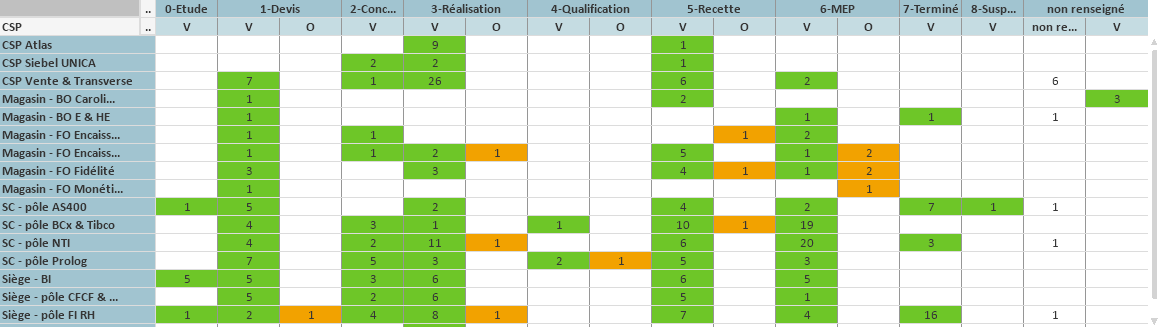 .. 0-Etude 1-Devis 2-Conc... 3-Réalisation 4-Qualification 5-Recette 6-MEP 7-Terminé 8-Susp... non renseigné
CSP .. V V O V V O V O V O V O V V non re... V
CSP Atlas 9 1
CSP Siebel UNICA 2 2 1
CSP Vente & Transverse 7 1 26 6 2 6
Magasin - BO Caroli... 1 2 3
Magasin - BO E & HE 1 1 1 1
Magasin - FO Encaiss... 1 1 1 2
Magasin - FO Encaiss... 1 1 2 1 5 1 2
Magasin - FO Fidélité 3 3 4 1 1 2
Magasin - FO Monéti... 1 1
SC - pôle AS400 1 5 2 4 2 7 1 1
SC - pôle BCx & Tibco 4 3 1 1 10 1 19
SC - pôle NTI 4 2 11 1 6 20 3 1
SC - pôle Prolog 7 5 3 2 1 5 3
Siège - BI 5 5 3 6 6 5
Siège - pôle CFCF & ... 5 2 6 5 1
Siège - pôle FI RH 1 2 1 4 8 1 7 4 16 1